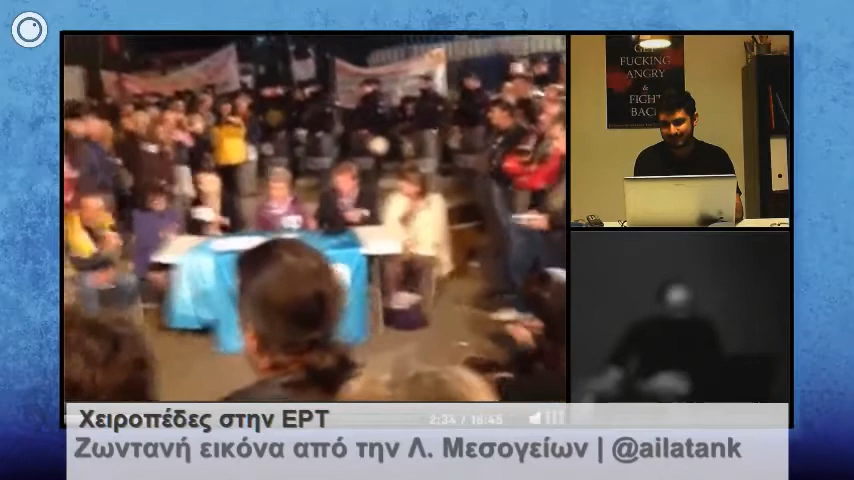 GET
FUCKING
ANGRY
&
FIGHT
BACK
2:34 / 16:45
Χειροπέδες στην ΕΡΤ
Ζωντανή εικόνα από την Λ. Μεσογείων | @ailatank